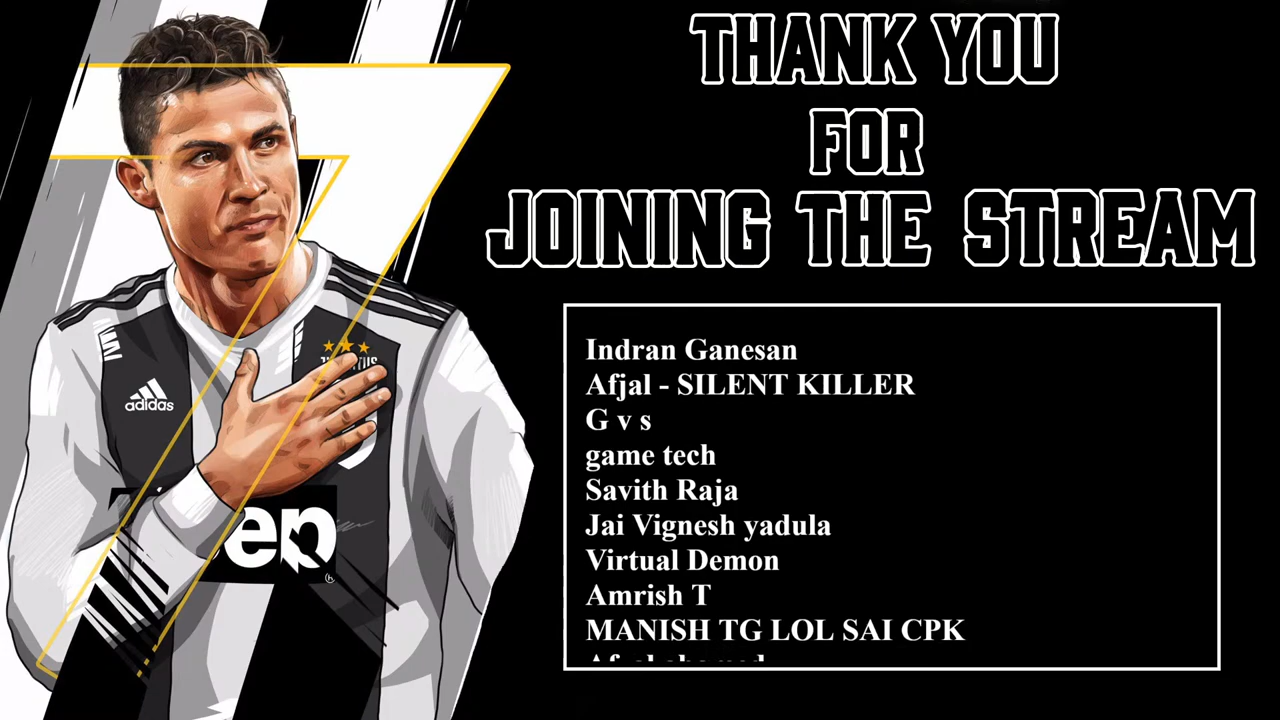 THANK YOU
FOR
JOINING THE STREAM
Indran Ganesan
Afjal - SILENT KILLER
G v s
game tech
Savith Raja
Jai Vignesh yadula
Virtual Demon
Amrish T
MANISH TG LOL SAI CPK
7
adidas